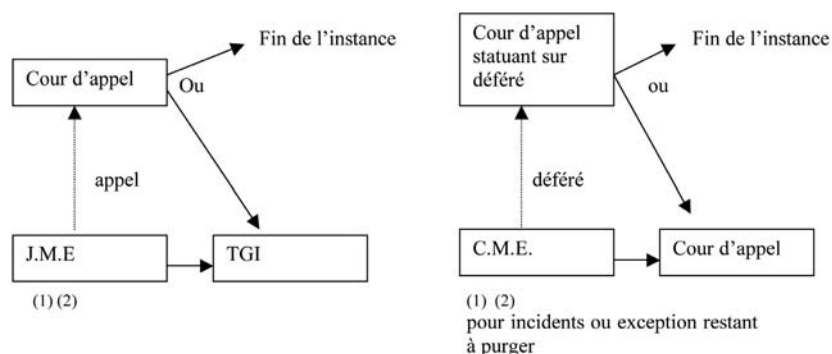 Fin de l'instance
Cour d'appel
Ou
appel
J.M.E
TGI
(1) (2)
Cour d'appel
statuant sur
déféré
Fin de l'instance
ou
déféré
C.M.E.
Cour d'appel
(1) (2)
pour incidents ou exception restant
à purger